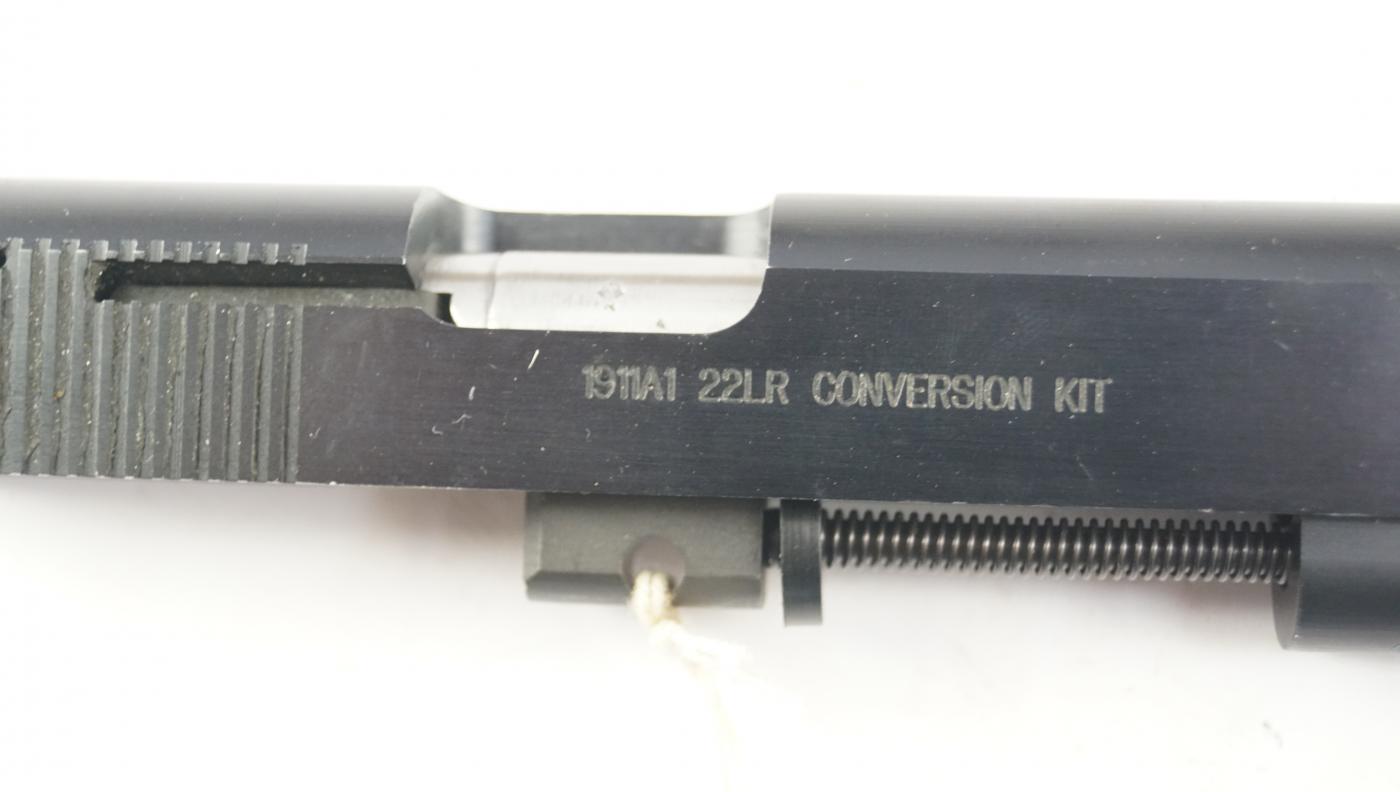 1911A1 22LR CONVERSION KIT